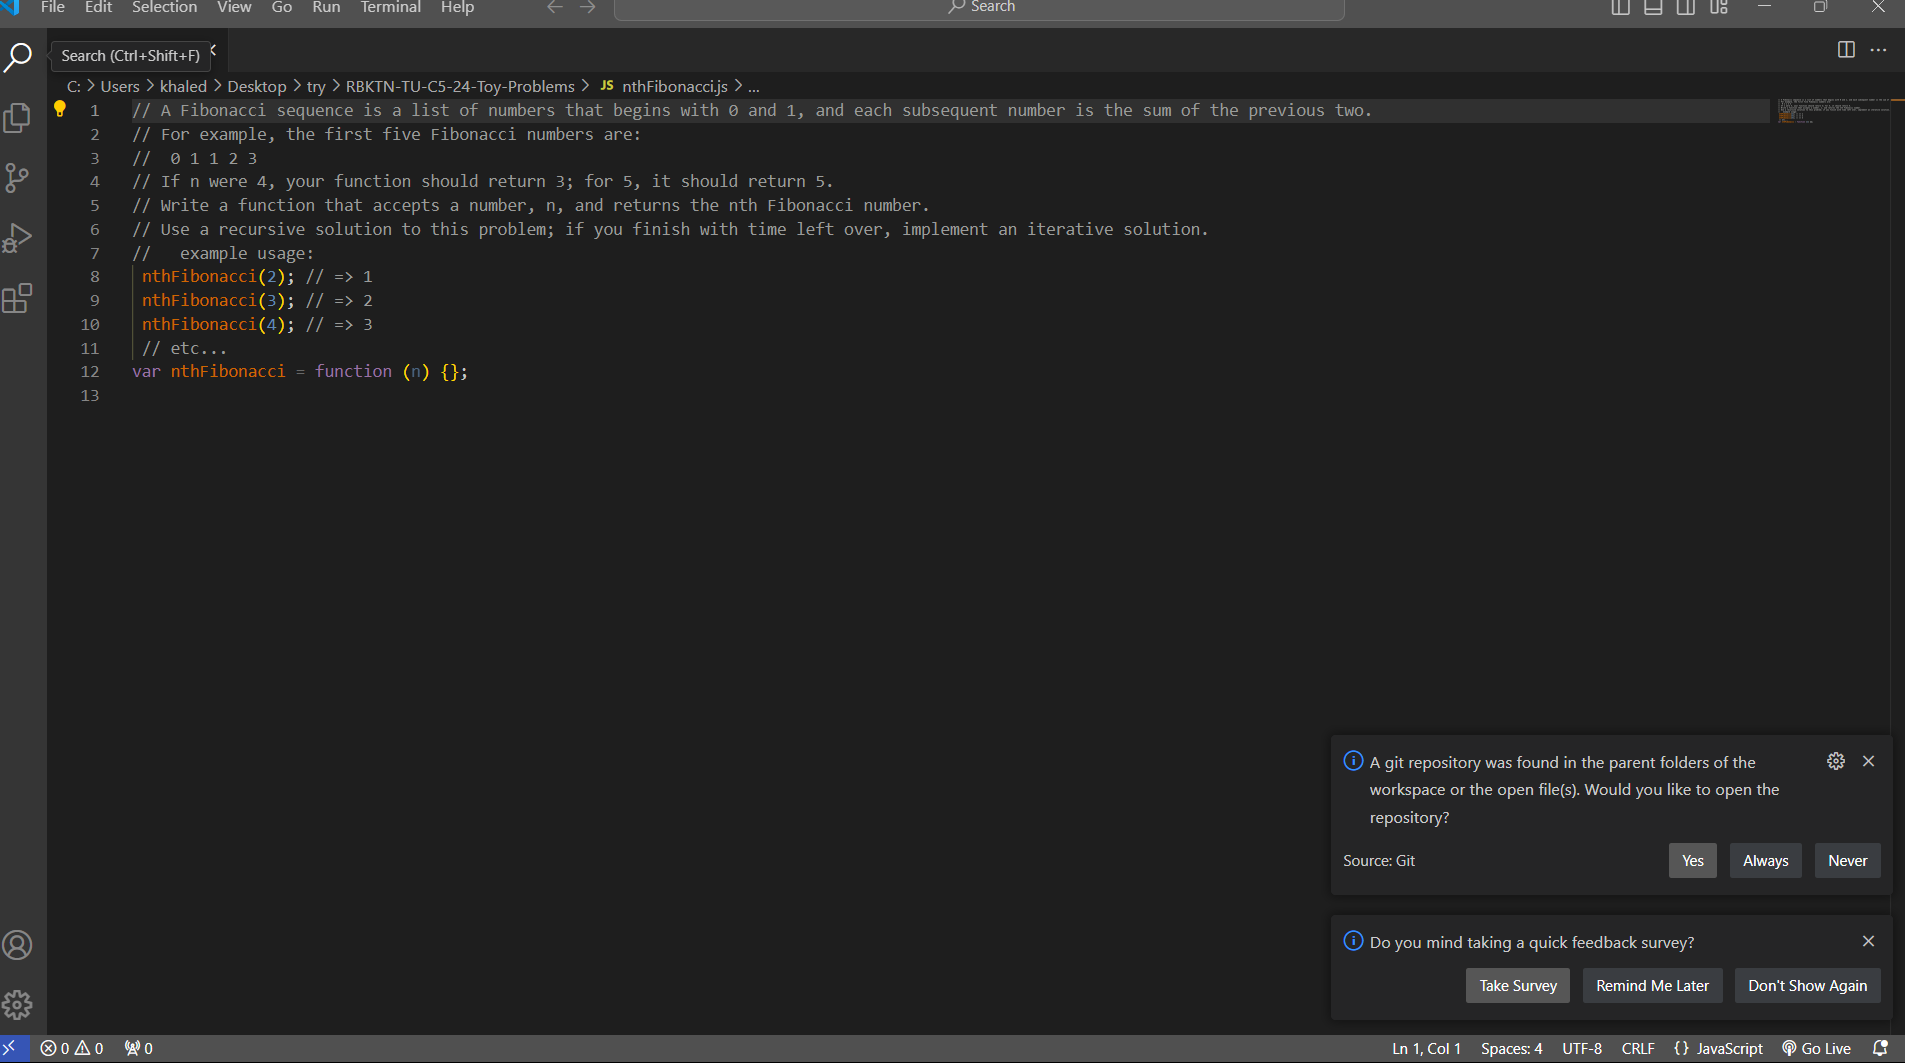 File Edit Selection View Go Run Terminal Help
Search
Search (Ctrl+Shift+F)
C: > Users > khaled > Desktop > try > RBKTN-TU-C5-24-Toy-Problems > JS nthFibonacci.js > ...
1 // A Fibonacci sequence is a list of numbers that begins with 0 and 1, and each subsequent number is the sum of the previous two.
2 // For example, the first five Fibonacci numbers are:
3 //  0 1 1 2 3
4 // If n were 4, your function should return 3; for 5, it should return 5.
5 // Write a function that accepts a number, n, and returns the nth Fibonacci number.
6 // Use a recursive solution to this problem; if you finish with time left over, implement an iterative solution.
7 //   example usage:
8  nthFibonacci(2); // => 1
9  nthFibonacci(3); // => 2
10  nthFibonacci(4); // => 3
11  // etc...
12 var nthFibonacci = function (n) {};
13
A git repository was found in the parent folders of the
workspace or the open file(s). Would you like to open the
repository?
Source: Git Yes Always Never
Do you mind taking a quick feedback survey?
Take Survey Remind Me Later Don't Show Again
0 0 0 Ln 1, Col 1 Spaces: 4 UTF-8 CRLF {} JavaScript Go Live